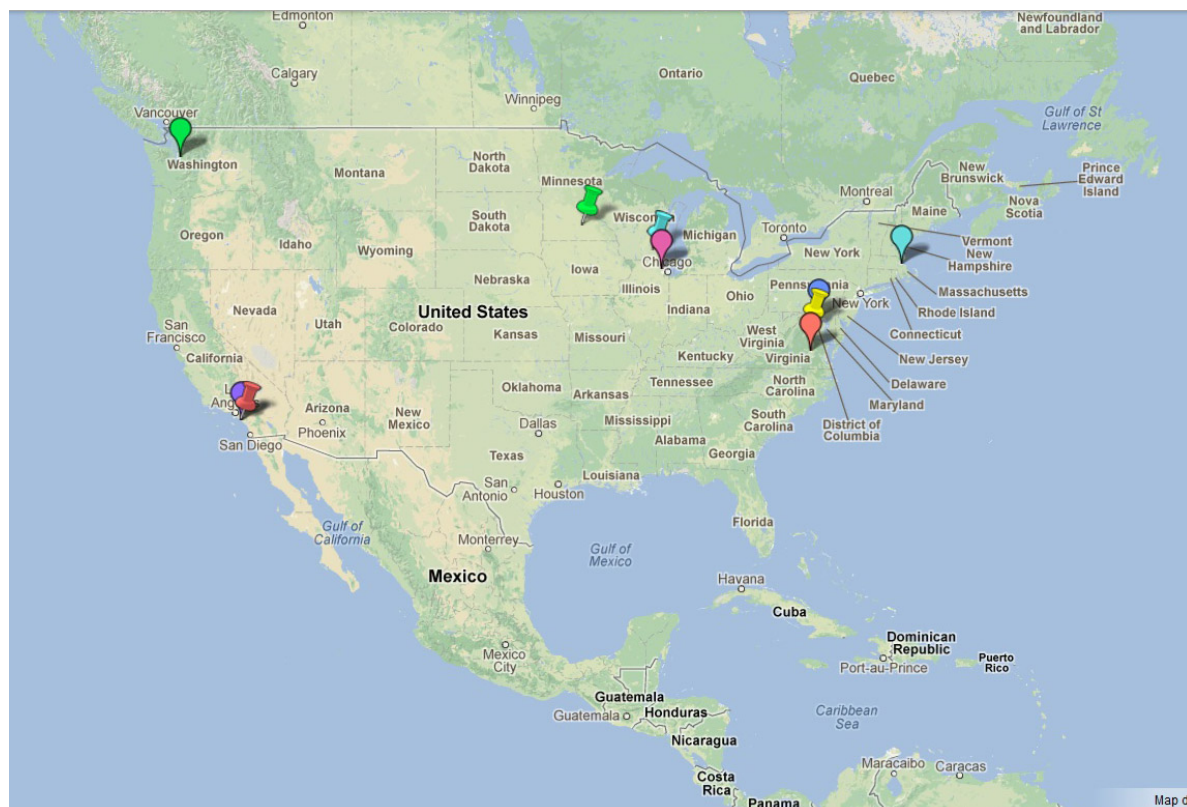 Edmonton
Newfoundland
and Labrador
Calgary
Ontario
Quebec
Winnipeg
Vancouver
Gulf of St
Lawrence
Washington
Montana
North
Dakota
Minnesota
New
Brunswick
Prince
Edward
Island
Montreal
Maine
Nova
Scotia
Oregon
Idaho
South
Dakota
Wisconsin
Michigan
Toronto
Vermont
New
Hampshire
Wyoming
New York
Iowa
Chicago
Nebraska
Illinois
Indiana
Ohio
Pennsylvania
Massachusetts
Rhode Island
New York
Connecticut
Nevada
Utah
Colorado
United States
Kansas
Missouri
West
Virginia
Virginia
Kentucky
New Jersey
San
Francisco
California
Delaware
Maryland
District of
Columbia
Arizona
Phoenix
New
Mexico
Oklahoma
Arkansas
Tennessee
North
Carolina
South
Carolina
San Diego
Dallas
Mississippi
Alabama
Georgia
Texas
Louisiana
San
Antonio
Houston
Florida
Gulf of
California
Monterrey
Gulf of
Mexico
Mexico
Havana
Cuba
Mexico
City
Dominican
Republic
Port-au-Prince
Puerto
Rico
Guatemala
Guatemala
Honduras
Caribbean
Sea
Nicaragua
Costa
Rica
Maracaibo
Caracas
Panama
Map d